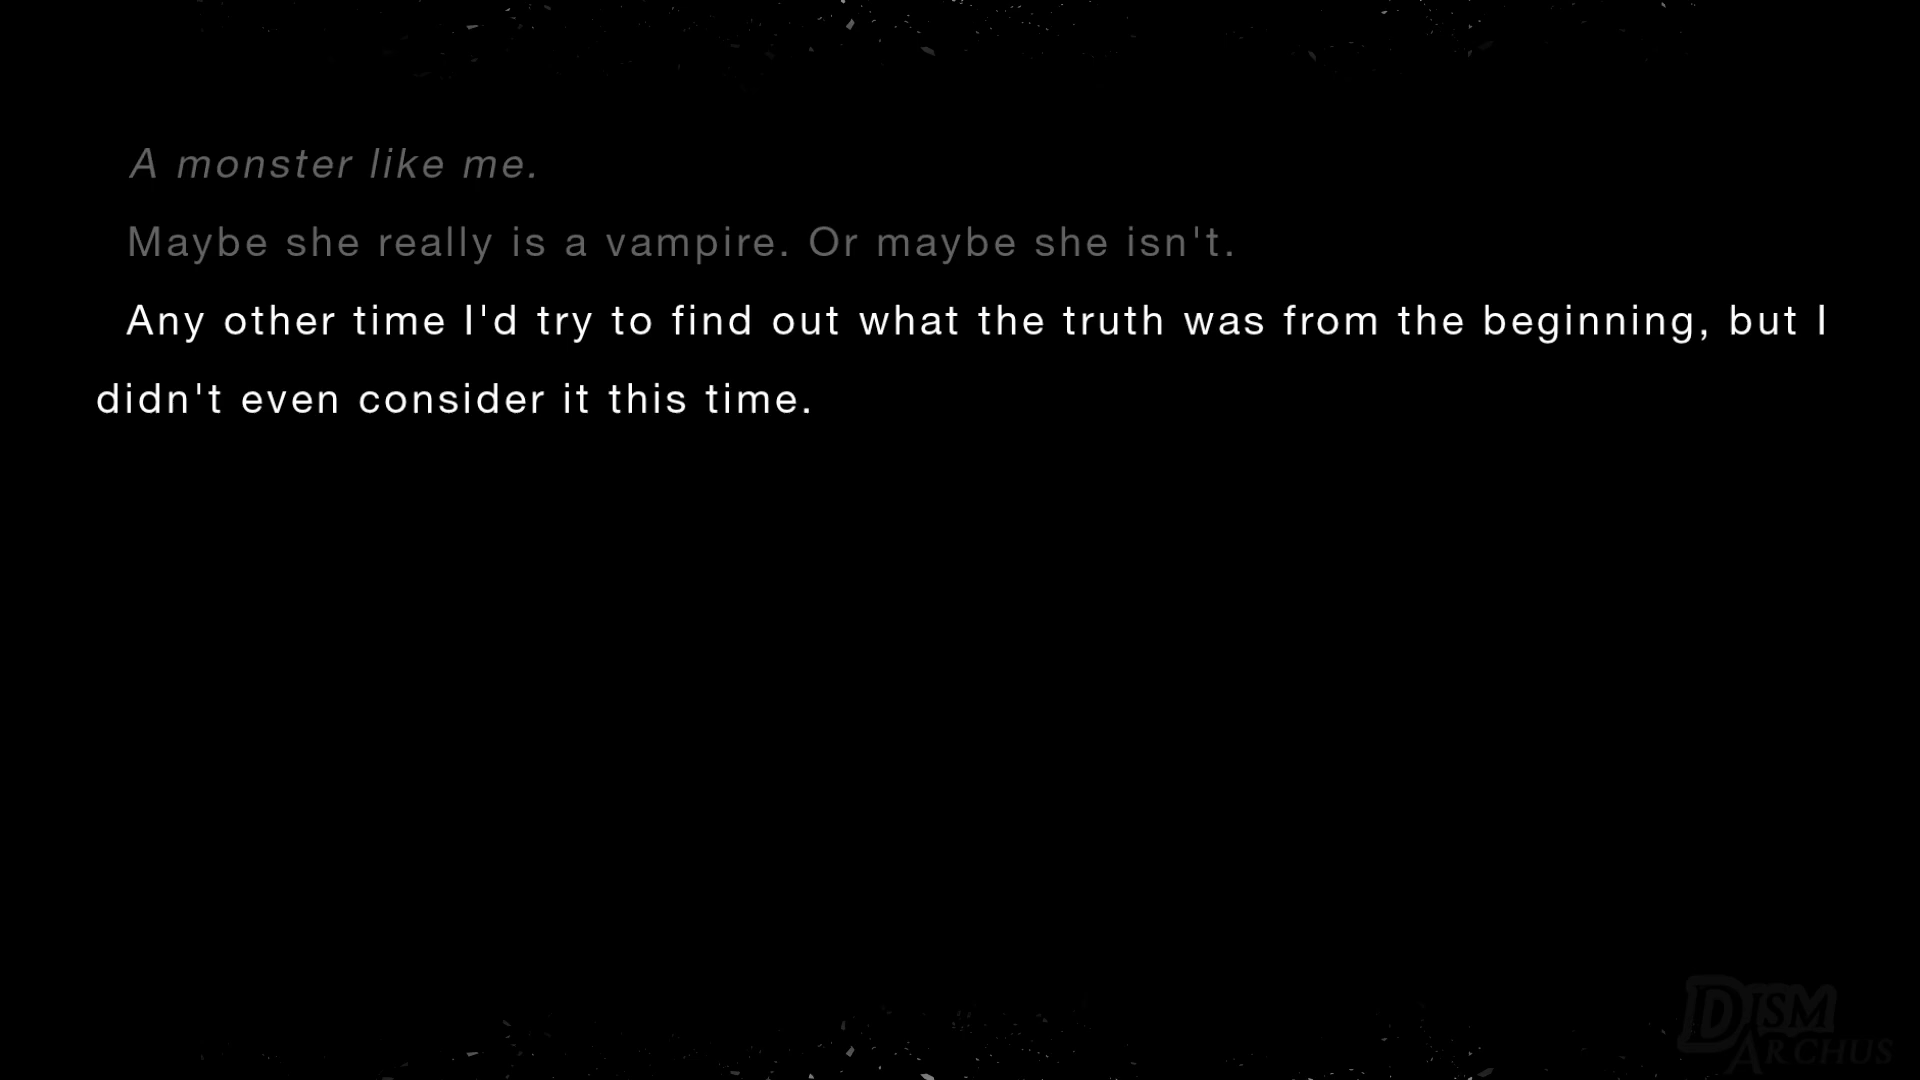 A monster like me.
Maybe she really is a vampire. Or maybe she isn't.
Any other time I'd try to find out what the truth was from the beginning, but I
didn't even consider it this time.
DISM
ARCHUS